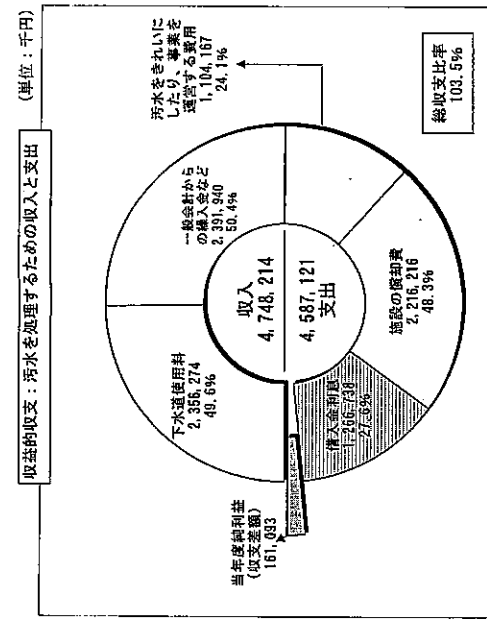 収益的収支：汚水を処理するための収入と支出
(単位：千円)
下水道使用料
2,356,274
49.6%
一般会計から
の繰入金など
2,391,940
50.4%
汚水をきれいに
したり、事業を
運営する費用
1,104,167
24.1%
収入
4,748,214
4,587,121
支出
当年度純利益
(収支差額)
161,093
借入金利息
1,266,738
27.6%
施設の償却費
2,216,216
48.3%
総収支比率
103.5%